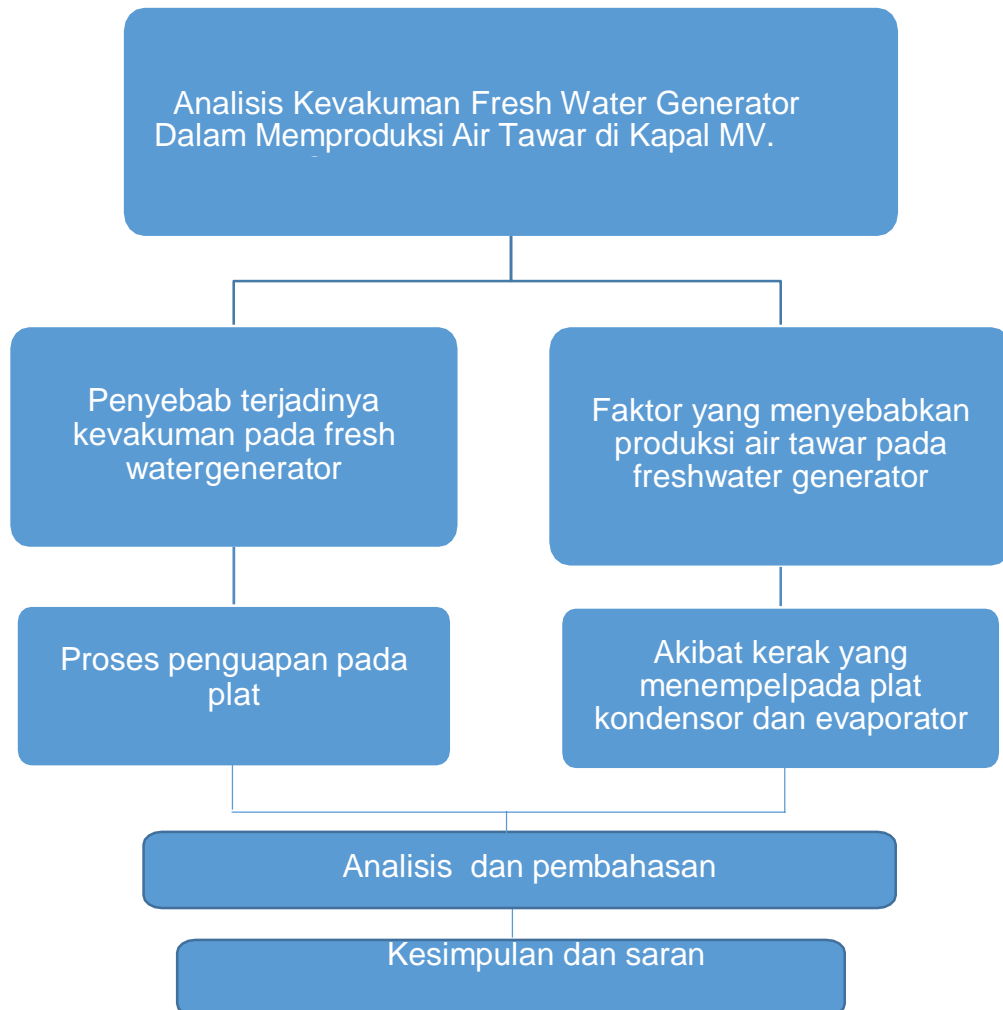 Analisis Kevakuman Fresh Water Generator
Dalam Memproduksi Air Tawar di Kapal MV.
Penyebab terjadinya
kevakuman pada fresh
watergenerator
Faktor yang menyebabkan
produksi air tawar pada
freshwater generator
Proses penguapan pada
plat
Akibat kerak yang
menempelpada plat
kondensor dan evaporator
Analisis dan pembahasan
Kesimpulan dan saran